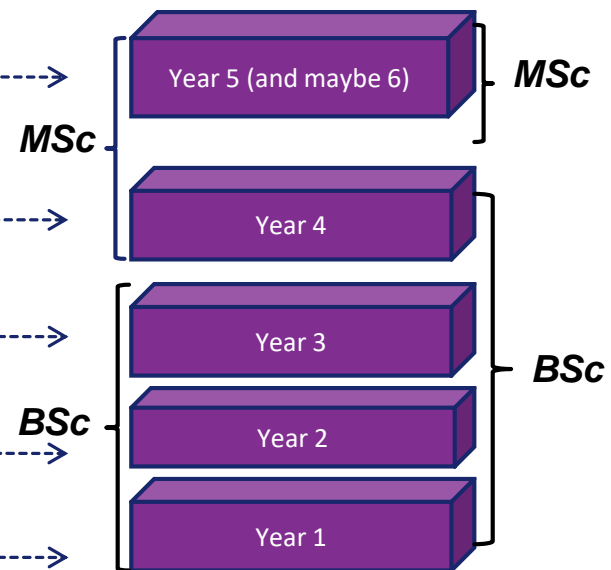 Year 5 (and maybe 6)
MSc
MSc
Year 4
Year 3
BSc
BSc
Year 2
Year 1